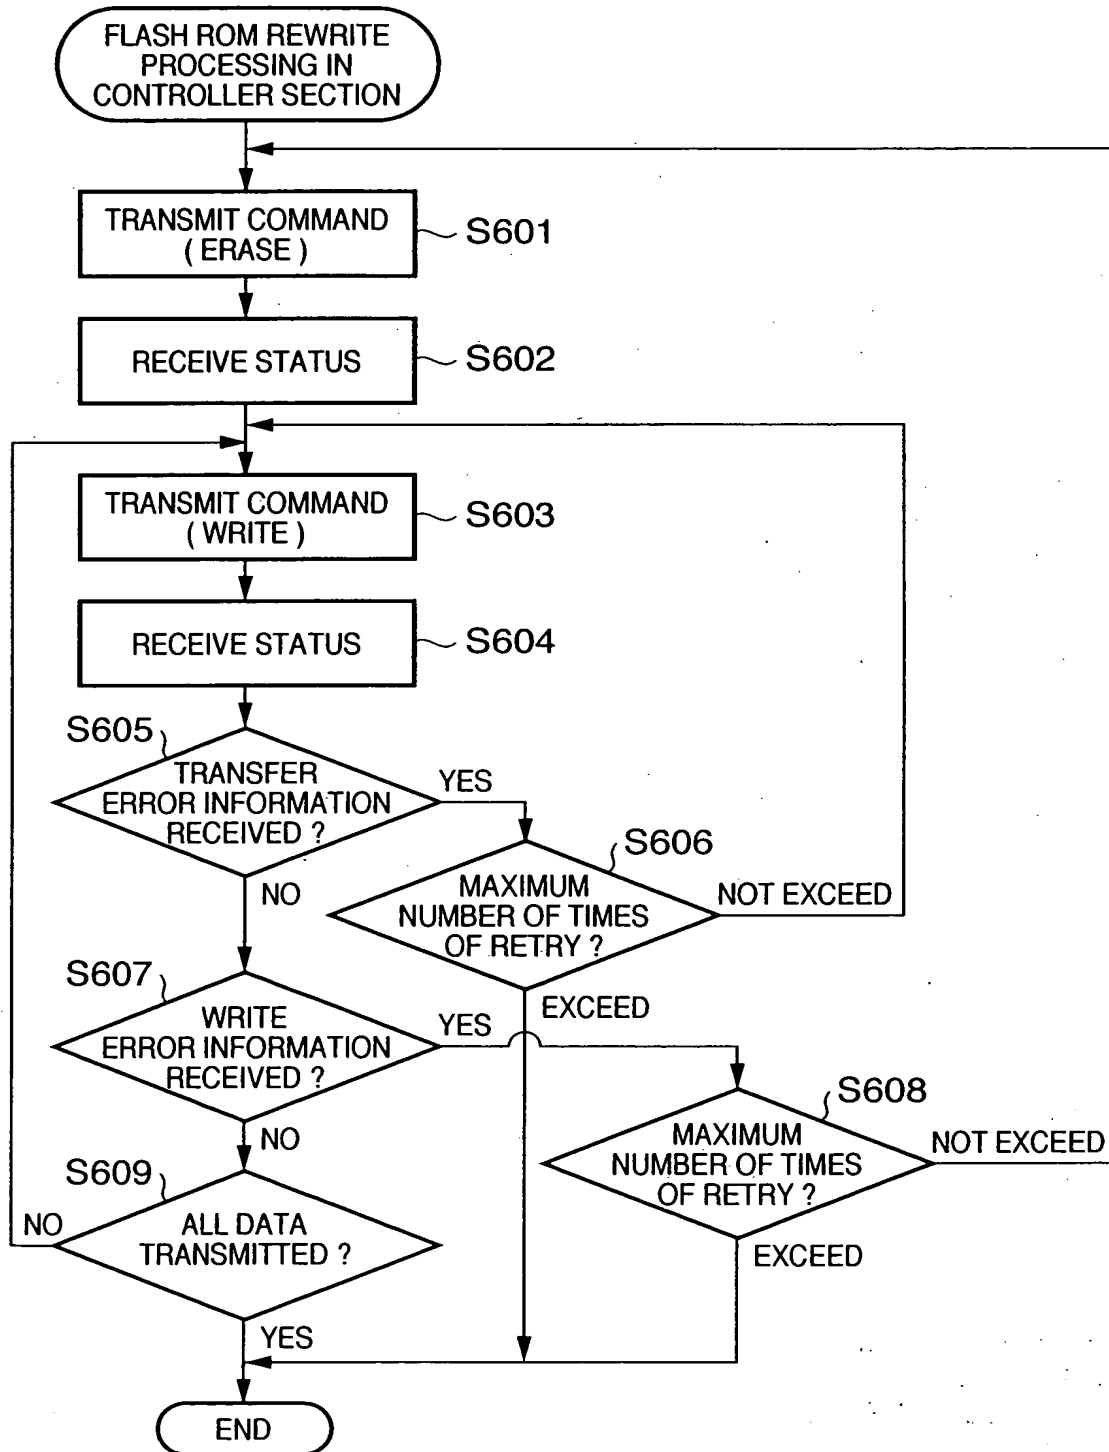 FLASH ROM REWRITE
PROCESSING IN
CONTROLLER SECTION
TRANSMIT COMMAND
( ERASE )
S601
RECEIVE STATUS
S602
TRANSMIT COMMAND
( WRITE )
S603
RECEIVE STATUS
S604
S605
TRANSFER
ERROR INFORMATION
RECEIVED ?
YES
NO
S606
MAXIMUM
NUMBER OF TIMES
OF RETRY ?
NOT EXCEED
EXCEED
S607
WRITE
ERROR INFORMATION
RECEIVED ?
YES
NO
S608
MAXIMUM
NUMBER OF TIMES
OF RETRY ?
NOT EXCEED
EXCEED
S609
ALL DATA
TRANSMITTED ?
NO
YES
END